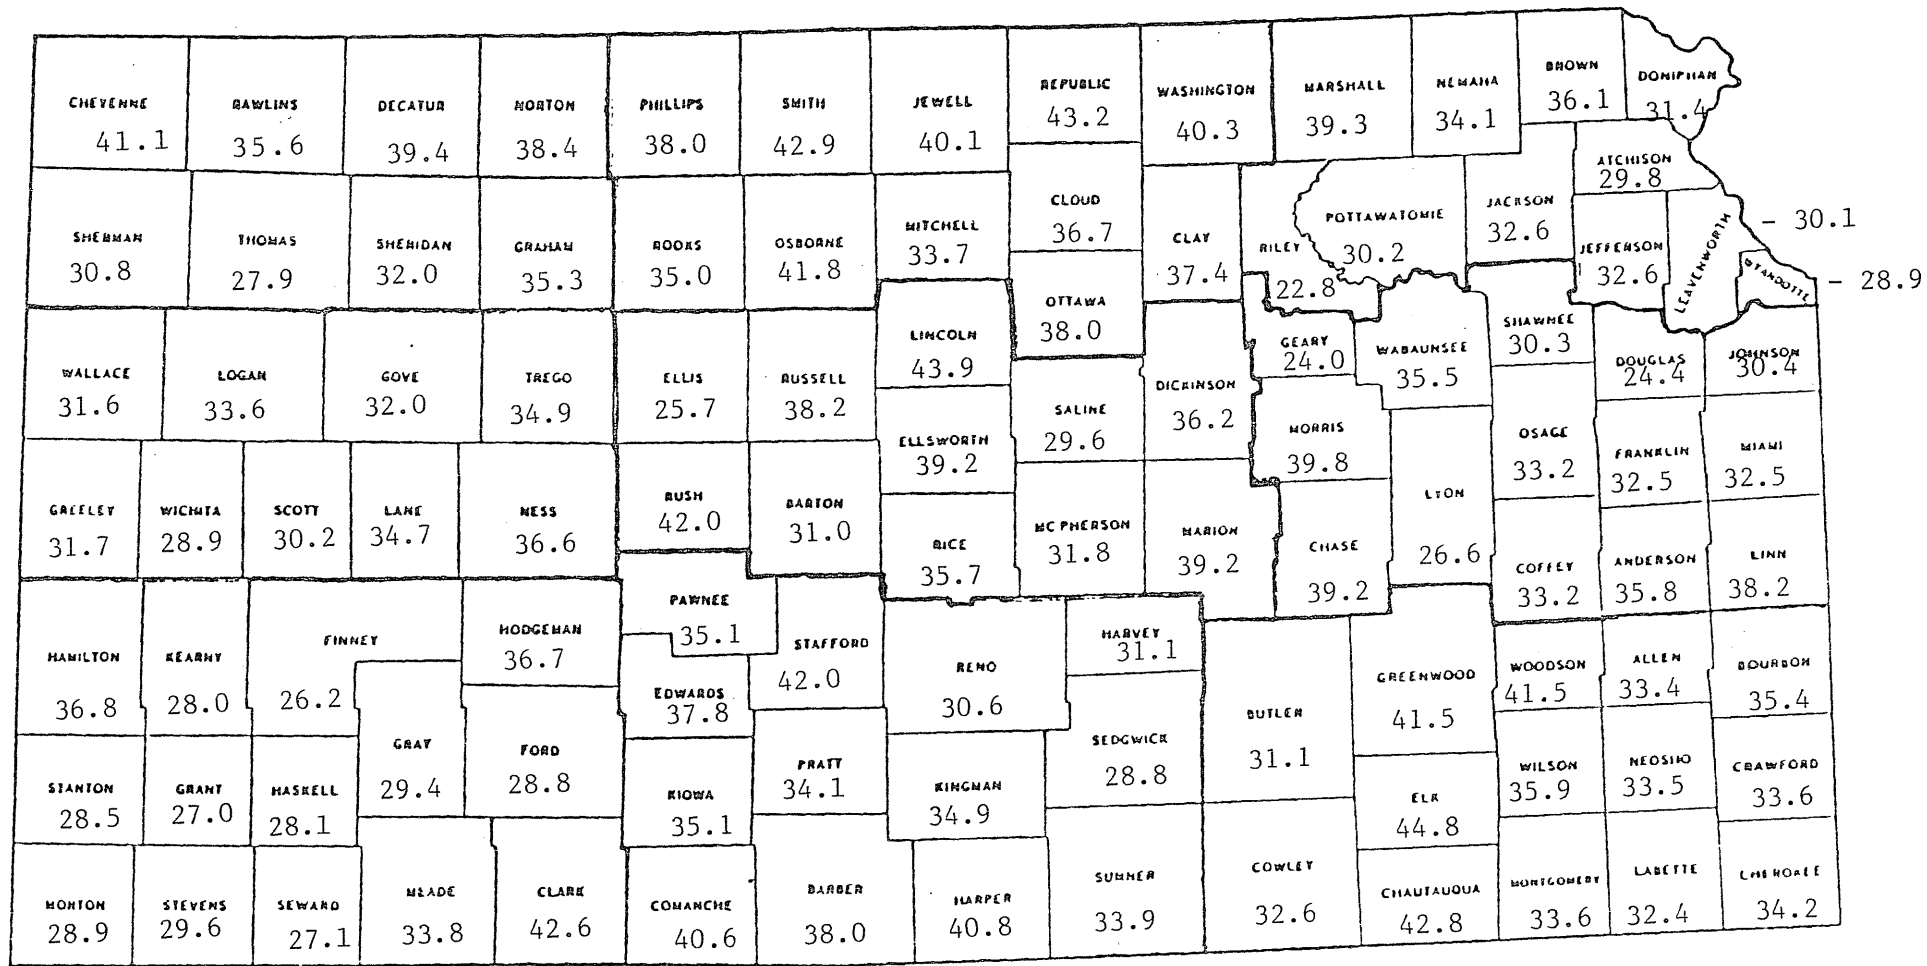 CHEYENNE
41.1
RAWLINS
35.6
DECATUR
39.4
NORTON
38.4
PHILLIPS
38.0
SMITH
42.9
JEWELL
40.1
REPUBLIC
43.2
WASHINGTON
40.3
MARSHALL
39.3
NEMAHA
34.1
BROWN
36.1
DONIPHAN
31.4
SHERMAN
30.8
THOMAS
27.9
SHERIDAN
32.0
GRAHAM
35.3
ROOKS
35.0
OSBORNE
41.8
MITCHELL
33.7
CLOUD
36.7
CLAY
37.4
RILEY
22.8
POTTAWATOMIE
30.2
JACKSON
32.6
ATCHISON
29.8
JEFFERSON
32.6
LEAVENWORTH
- 30.1
WYANDOTTE
- 28.9
WALLACE
31.6
LOGAN
33.6
GOVE
32.0
TREGO
34.9
ELLIS
25.7
RUSSELL
38.2
LINCOLN
43.9
OTTAWA
38.0
DICKINSON
36.2
GEARY
24.0
WABAUNSEE
35.5
SHAWNEE
30.3
DOUGLAS
24.4
JOHNSON
30.4
ELLSWORTH
39.2
SALINE
29.6
MORRIS
39.8
LYON
26.6
OSAGE
33.2
FRANKLIN
32.5
MIAMI
32.5
GREELEY
31.7
WICHITA
28.9
SCOTT
30.2
LANE
34.7
NESS
36.6
RUSH
42.0
BARTON
31.0
RICE
35.7
MC PHERSON
31.8
MARION
39.2
CHASE
39.2
COFFEY
33.2
ANDERSON
35.8
LINN
38.2
HAMILTON
36.8
KEARNY
28.0
FINNEY
26.2
HODGEMAN
36.7
PAWNEE
35.1
STAFFORD
42.0
EDWARDS
37.8
RENO
30.6
HARVEY
31.1
BUTLER
31.1
GREENWOOD
41.5
WOODSON
41.5
ALLEN
33.4
BOURBON
35.4
STANTON
28.5
GRANT
27.0
HASKELL
28.1
GRAY
29.4
FORD
28.8
KIOWA
35.1
PRATT
34.1
KINGMAN
34.9
SEDGWICK
28.8
ELK
44.8
WILSON
35.9
NEOSHO
33.5
CRAWFORD
33.6
MORTON
28.9
STEVENS
29.6
SEWARD
27.1
MEADE
33.8
CLARK
42.6
COMANCHE
40.6
BARBER
38.0
HARPER
40.8
SUMNER
33.9
COWLEY
32.6
CHAUTAUQUA
42.8
MONTGOMERY
33.6
LABETTE
32.4
CHEROKEE
34.2